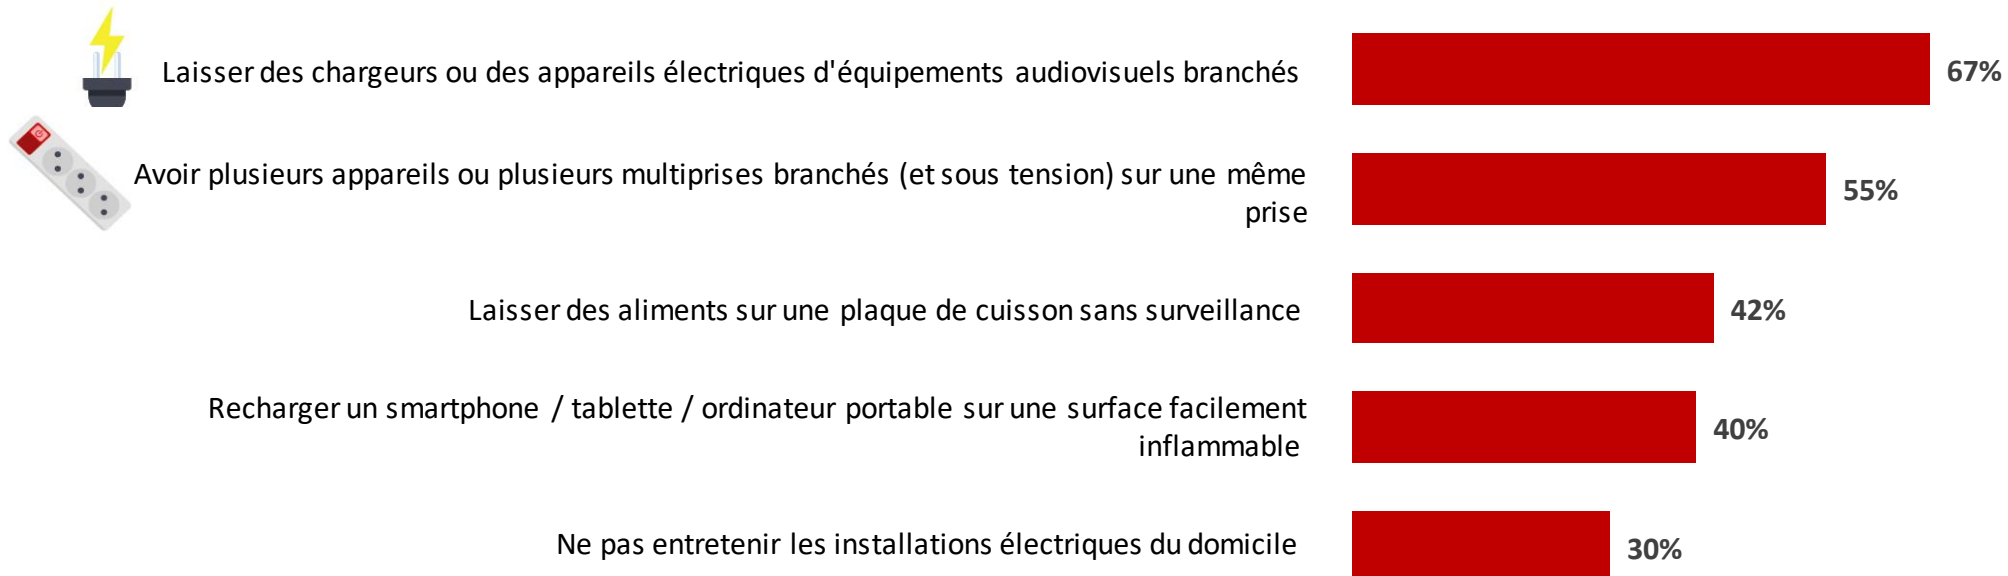 Laisser des chargeurs ou des appareils électriques d'équipements audiovisuels branchés
67%
Avoir plusieurs appareils ou plusieurs multiprises branchés (et sous tension) sur une même
prise
55%
Laisser des aliments sur une plaque de cuisson sans surveillance
42%
Recharger un smartphone / tablette / ordinateur portable sur une surface facilement
inflammable
40%
Ne pas entretenir les installations électriques du domicile
30%